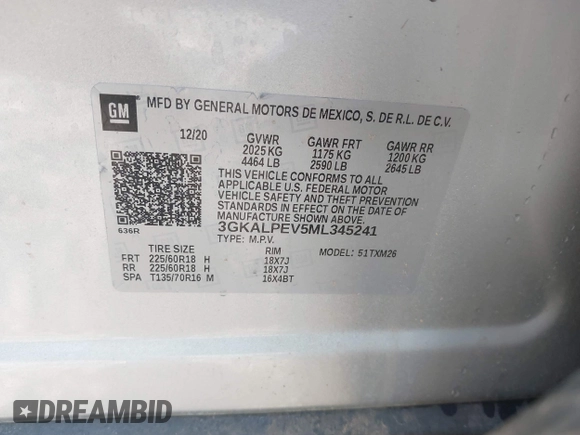 GM
MFD BY GENERAL MOTORS DE MEXICO, S. DE R.L. DE C.V.
12/20 GVWR GAWR FRT GAWR RR
2025 KG 1175 KG 1200 KG
4464 LB 2590 LB 2645 LB
THIS VEHICLE CONFORMS TO ALL
APPLICABLE U.S. FEDERAL MOTOR
VEHICLE SAFETY AND THEFT PREVENTION
STANDARDS IN EFFECT ON THE DATE OF
MANUFACTURE SHOWN ABOVE.
636R 3GKALPEV5ML345241
TYPE: M.P.V. MODEL: 51TXM26
TIRE SIZE RIM
FRT 225/60R18 H 18X7J
RR 225/60R18 H 18X7J
SPA T135/70R16 M 16X4BT
DREAMBID